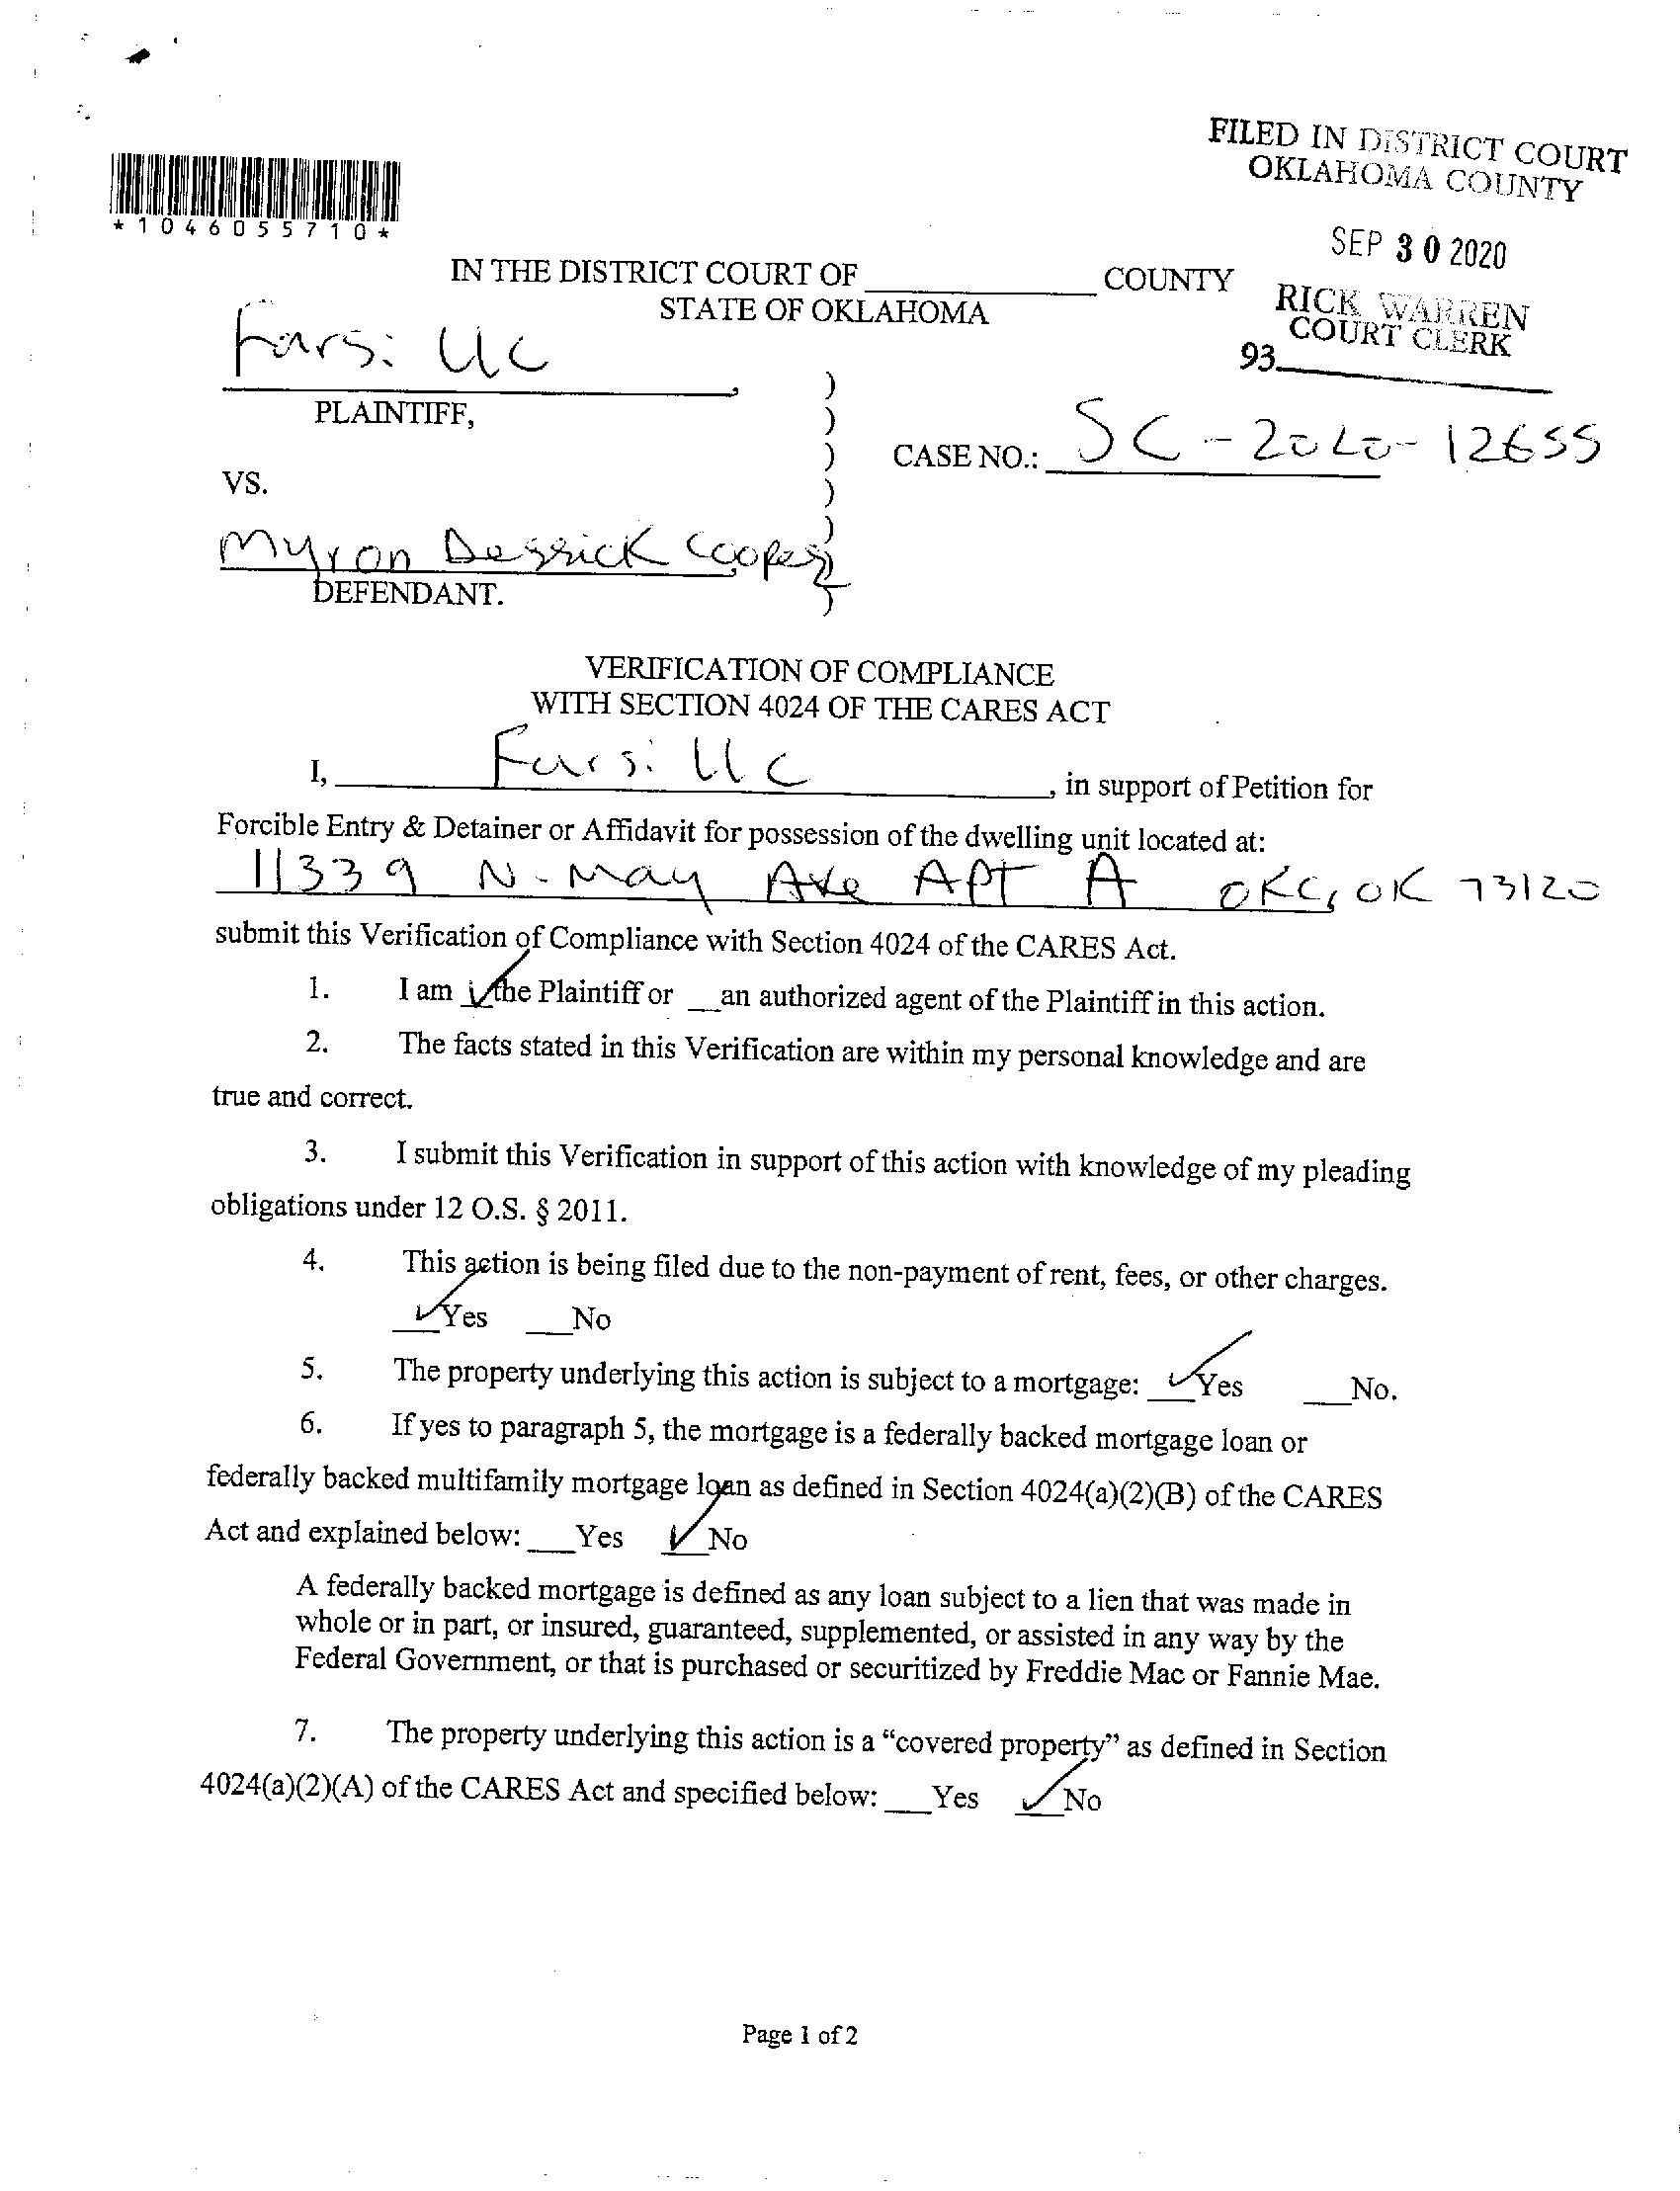 FILED IN DISTRICT COURT
OKLAHOMA COUNTY
*1046055710*
SEP 30 2020
IN THE DISTRICT COURT OF ____________ COUNTY
STATE OF OKLAHOMA
RICK WARREN
COURT CLERK
93.____________
Farsi LLC,
PLAINTIFF,
)
)
)
)
)
)
)
CASE NO.: SC-2020-12655
VS.
Myron Derrick Cooper
DEFENDANT.
VERIFICATION OF COMPLIANCE
WITH SECTION 4024 OF THE CARES ACT
I, Farsi LLC, in support of Petition for
Forcible Entry & Detainer or Affidavit for possession of the dwelling unit located at:
11339 N. May Ave APT A OKC, OK 73120
submit this Verification of Compliance with Section 4024 of the CARES Act.
1. I am ✓ the Plaintiff or __an authorized agent of the Plaintiff in this action.
2. The facts stated in this Verification are within my personal knowledge and are
true and correct.
3. I submit this Verification in support of this action with knowledge of my pleading
obligations under 12 O.S. § 2011.
4. This action is being filed due to the non-payment of rent, fees, or other charges.
✓Yes ___No
5. The property underlying this action is subject to a mortgage: ✓Yes ___No.
6. If yes to paragraph 5, the mortgage is a federally backed mortgage loan or
federally backed multifamily mortgage loan as defined in Section 4024(a)(2)(B) of the CARES
Act and explained below: ___Yes ✓No
A federally backed mortgage is defined as any loan subject to a lien that was made in
whole or in part, or insured, guaranteed, supplemented, or assisted in any way by the
Federal Government, or that is purchased or securitized by Freddie Mac or Fannie Mae.
7. The property underlying this action is a “covered property” as defined in Section
4024(a)(2)(A) of the CARES Act and specified below: ___Yes ✓No
Page 1 of 2